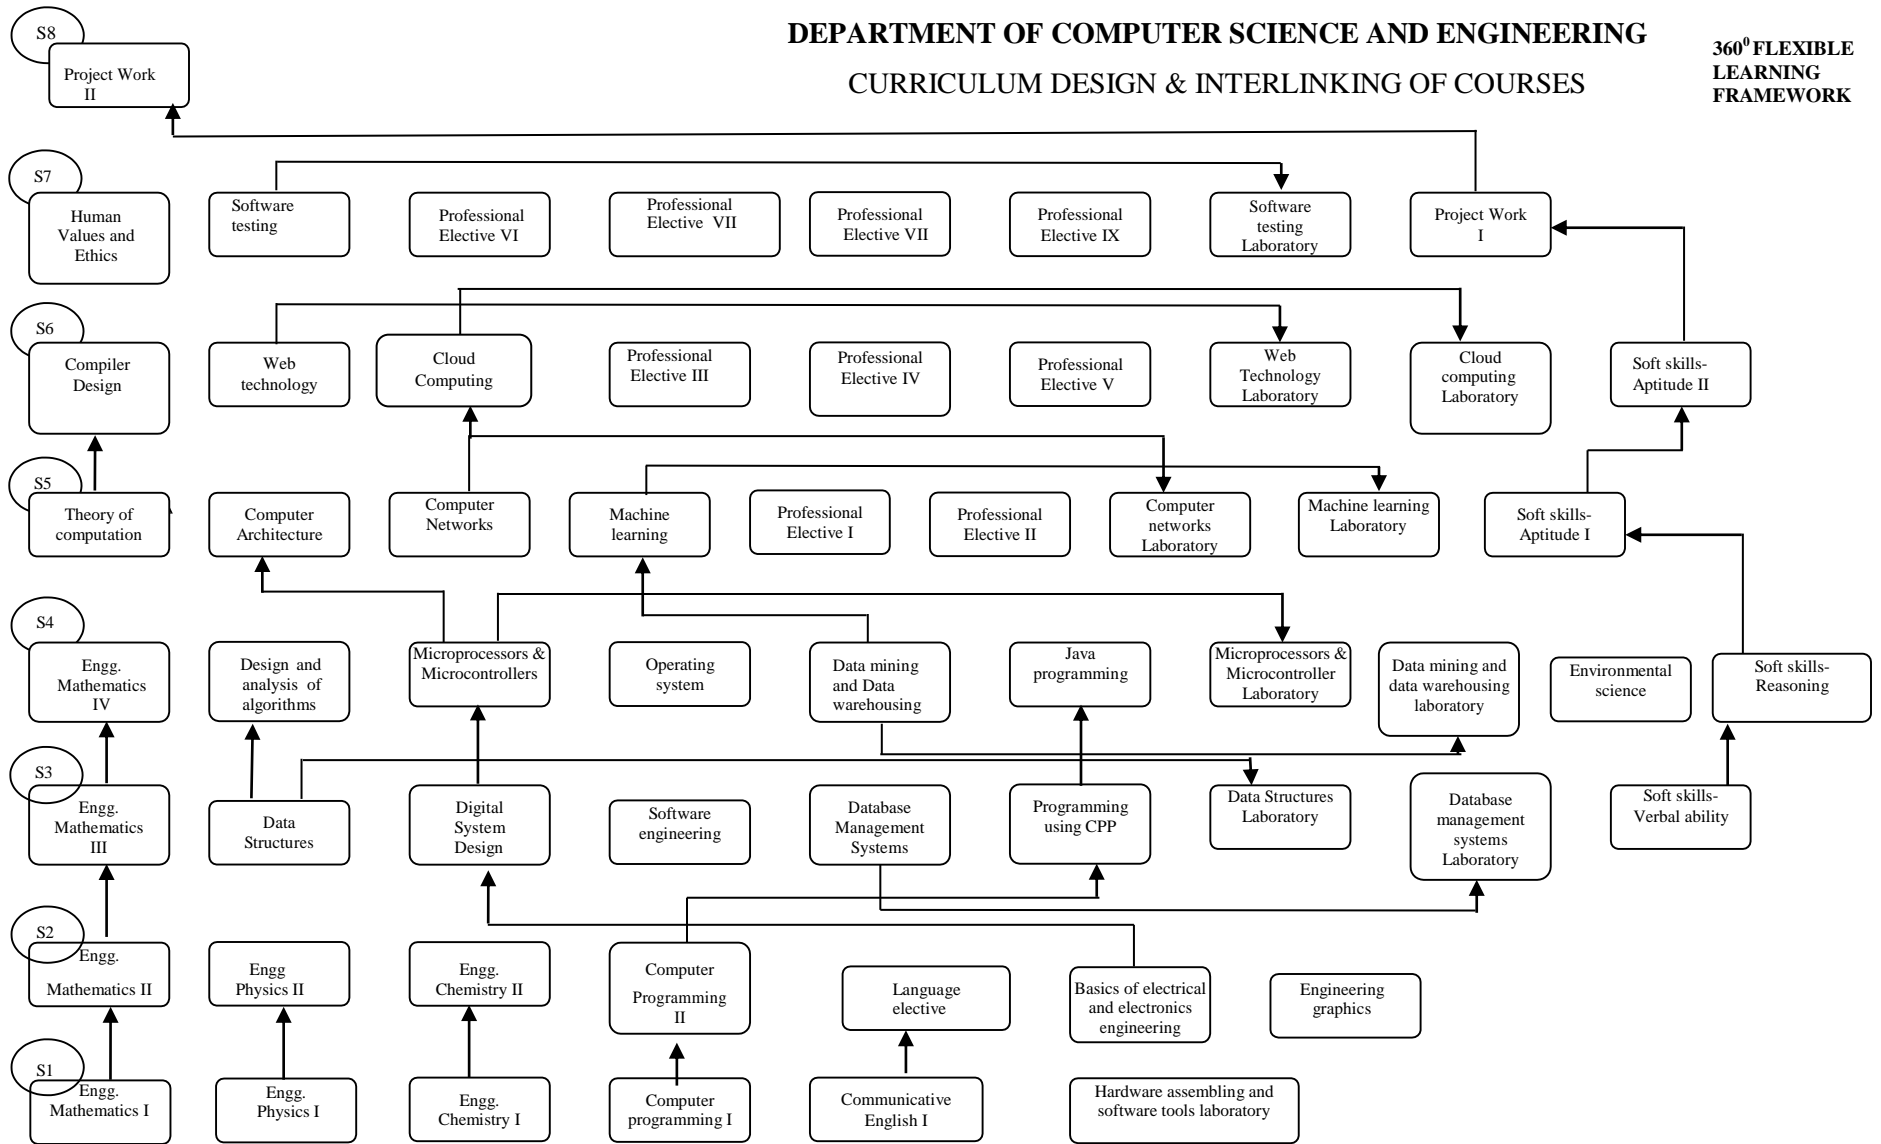 DEPARTMENT OF COMPUTER SCIENCE AND ENGINEERING
CURRICULUM DESIGN & INTERLINKING OF COURSES
360⁰ FLEXIBLE
LEARNING
FRAMEWORK
S8
Project Work
II
S7
Human
Values and
Ethics
Software
testing
Professional
Elective VI
Professional
Elective VII
Professional
Elective VII
Professional
Elective IX
Software
testing
Laboratory
Project Work
I
S6
Compiler
Design
Web
technology
Cloud
Computing
Professional
Elective III
Professional
Elective IV
Professional
Elective V
Web
Technology
Laboratory
Cloud
computing
Laboratory
Soft skills-
Aptitude II
S5
Theory of
computation
Computer
Architecture
Computer
Networks
Machine
learning
Professional
Elective I
Professional
Elective II
Computer
networks
Laboratory
Machine learning
Laboratory
Soft skills-
Aptitude I
S4
Engg.
Mathematics
IV
Design and
analysis of
algorithms
Microprocessors &
Microcontrollers
Operating
system
Data mining
and Data
warehousing
Java
programming
Microprocessors &
Microcontroller
Laboratory
Data mining and
data warehousing
laboratory
Environmental
science
Soft skills-
Reasoning
S3
Engg.
Mathematics
III
Data
Structures
Digital
System
Design
Software
engineering
Database
Management
Systems
Programming
using CPP
Data Structures
Laboratory
Database
management
systems
Laboratory
Soft skills-
Verbal ability
S2
Engg.
Mathematics II
Engg
Physics II
Engg.
Chemistry II
Computer
Programming
II
Language
elective
Basics of electrical
and electronics
engineering
Engineering
graphics
S1
Engg.
Mathematics I
Engg.
Physics I
Engg.
Chemistry I
Computer
programming I
Communicative
English I
Hardware assembling and
software tools laboratory